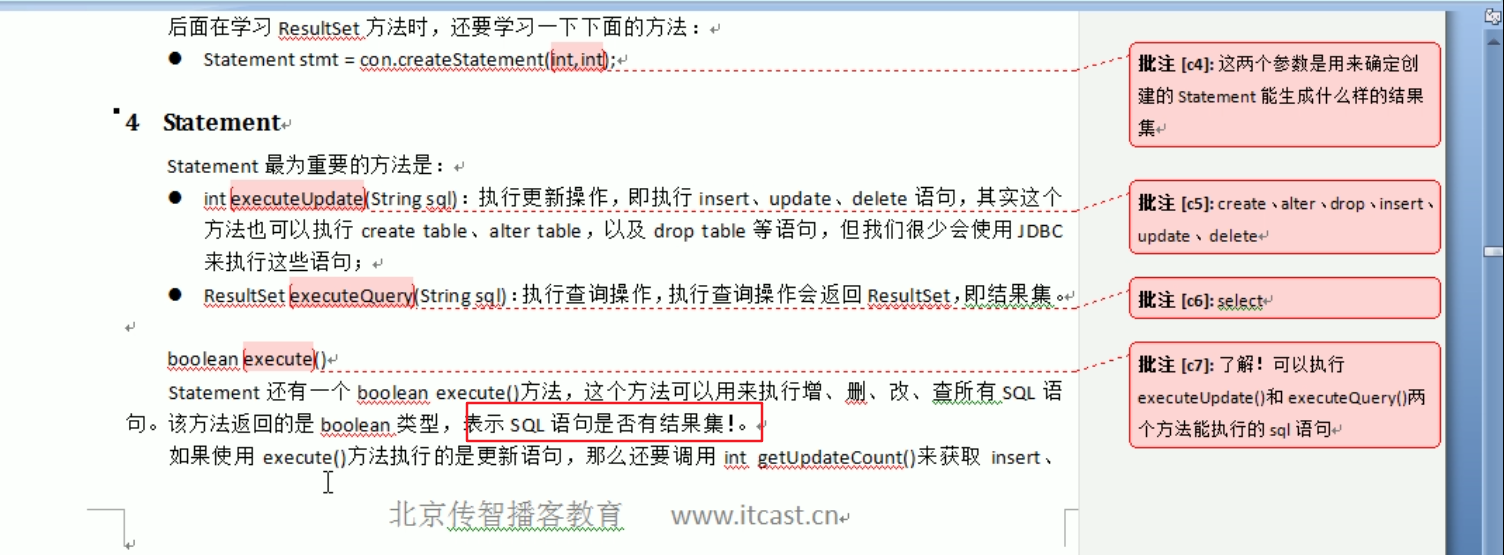 后面在学习 ResultSet 方法时，还要学习一下下面的方法：
● Statement stmt = con.createStatement(int,int);
批注 [c4]: 这两个参数是用来确定创
建的 Statement 能生成什么样的结果
集
4 Statement
Statement 最为重要的方法是：
● int executeUpdate(String sql)：执行更新操作，即执行 insert、update、delete 语句，其实这个
方法也可以执行 create table、alter table，以及 drop table 等语句，但我们很少会使用 JDBC
来执行这些语句；
批注 [c5]: create、alter、drop、insert、
update、delete
● ResultSet executeQuery(String sql)：执行查询操作，执行查询操作会返回 ResultSet，即结果集。
批注 [c6]: select
boolean execute()
批注 [c7]: 了解！可以执行
executeUpdate()和 executeQuery()两
个方法能执行的 sql 语句
Statement 还有一个 boolean execute()方法，这个方法可以用来执行增、删、改、查所有 SQL 语
句。该方法返回的是 boolean 类型，表示 SQL 语句是否有结果集！。
如果使用 execute()方法执行的是更新语句，那么还要调用 int getUpdateCount()来获取 insert、
北京传智播客教育 www.itcast.cn